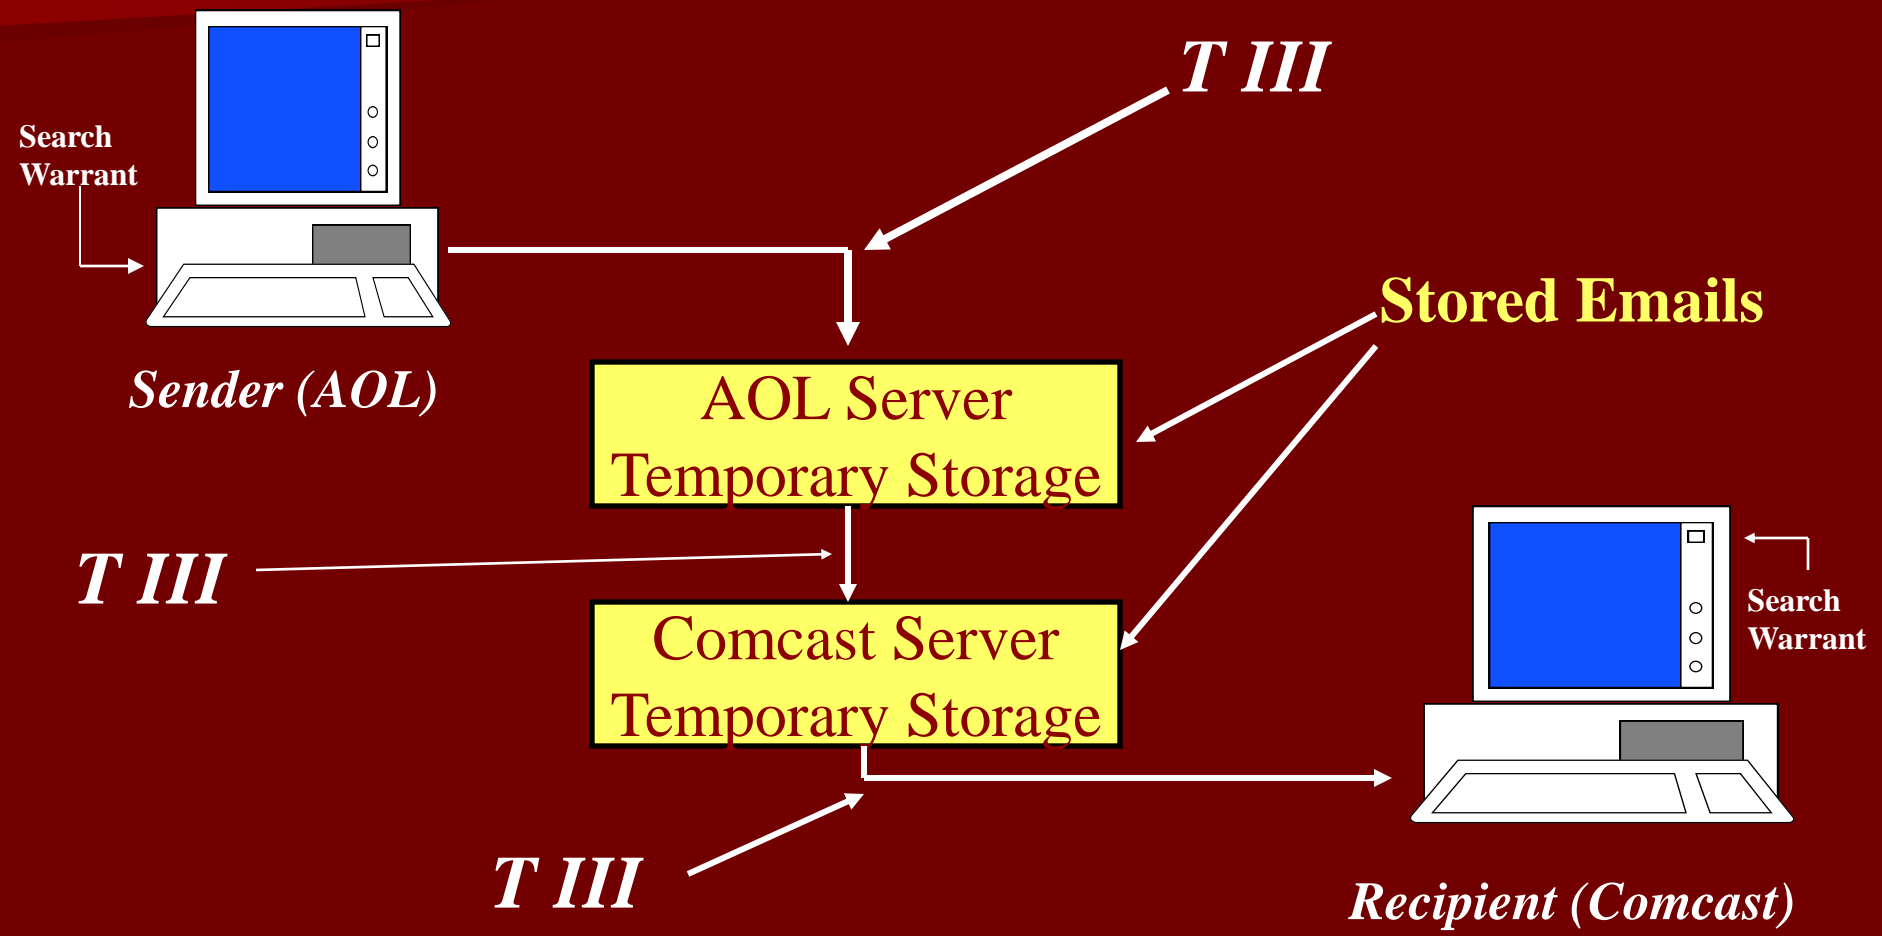 T III
Search
Warrant
Stored Emails
Sender (AOL)
AOL Server
Temporary Storage
T III
Search
Warrant
Comcast Server
Temporary Storage
T III
Recipient (Comcast)